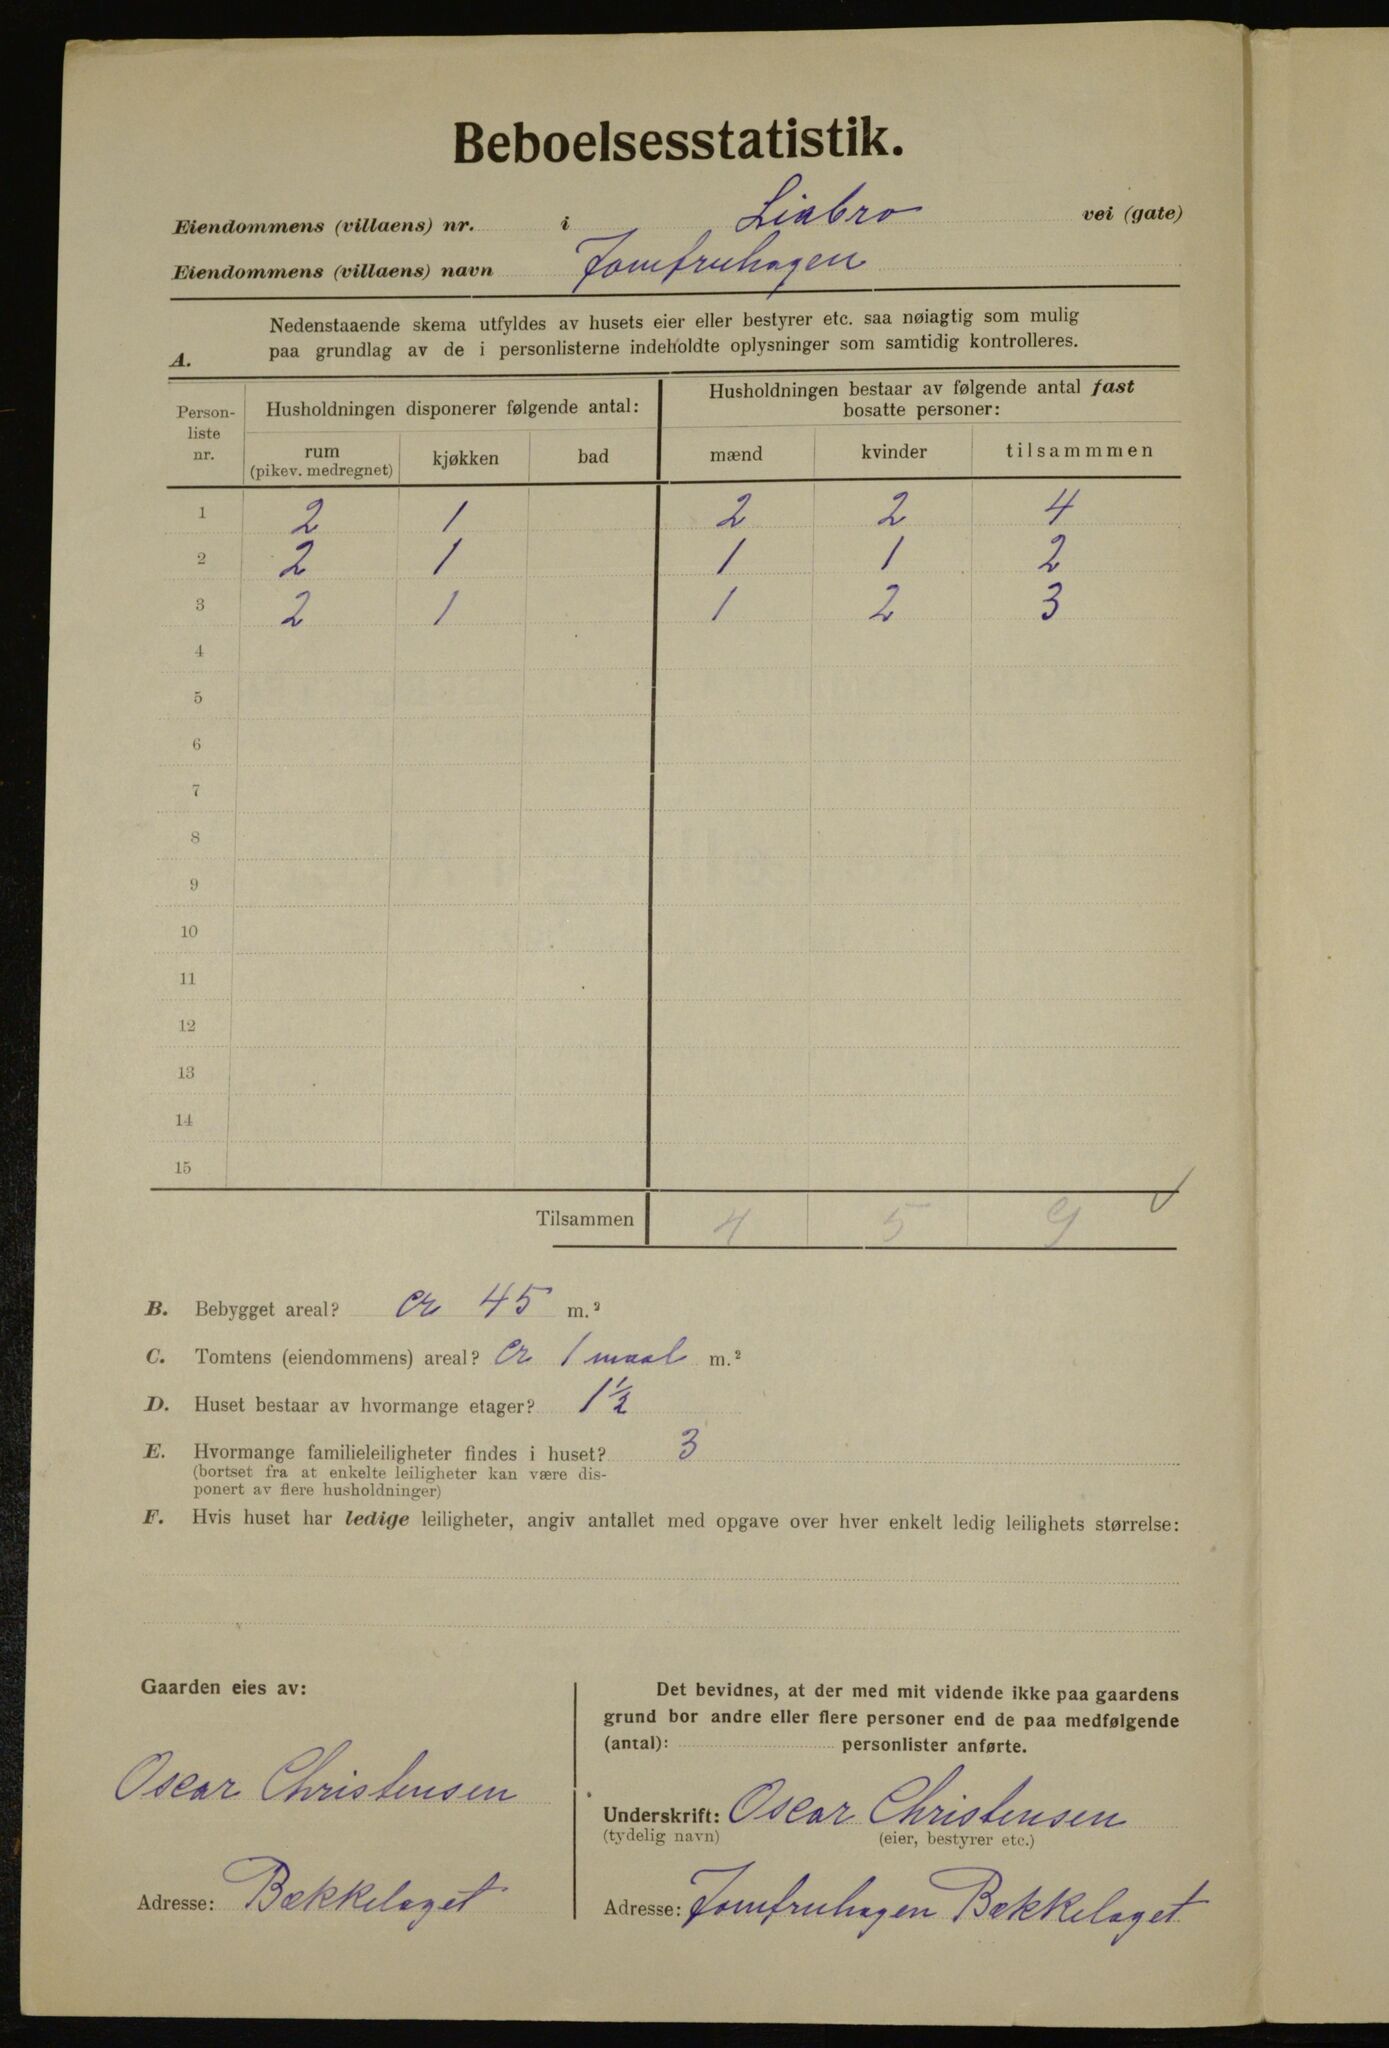 Beboelsesstatistik.
Eiendommens (villaens) nr. i Liabro vei (gate)
Eiendommens (villaens) navn Jomfruhagen
A. Nedenstaaende skema utfyldes av husets eier eller bestyrer etc. saa nøiagtig som mulig
paa grundlag av de i personlisterne indeholdte oplysninger som samtidig kontrolleres.
Person-
liste
nr.
Husholdningen disponerer følgende antal:
Husholdningen bestaar av følgende antal fast
bosatte personer:
rum
(pikev. medregnet)
kjøkken
bad
mænd
kvinder
tilsammmen
1 2 1 2 2 4
2 2 1 1 1 2
3 2 1 1 2 3
4
5
6
7
8
9
10
11
12
13
14
15
Tilsammen 4 5 9 ✓
B. Bebygget areal? cr 45 m.²
C. Tomtens (eiendommens) areal? cr 1 maal m.²
D. Huset bestaar av hvormange etager? 1½
E. Hvormange familieleiligheter findes i huset? 3
(bortset fra at enkelte leiligheter kan være dis-
ponert av flere husholdninger)
F. Hvis huset har ledige leiligheter, angiv antallet med opgave over hver enkelt ledig leilighets størrelse:
Gaarden eies av:
Oscar Christensen
Adresse: Bækkelaget
Det bevidnes, at der med mit vidende ikke paa gaardens
grund bor andre eller flere personer end de paa medfølgende
(antal): personlister anførte.
Underskrift: Oscar Christensen
(tydelig navn) (eier, bestyrer etc.)
Adresse: Jomfruhagen Bækkelaget